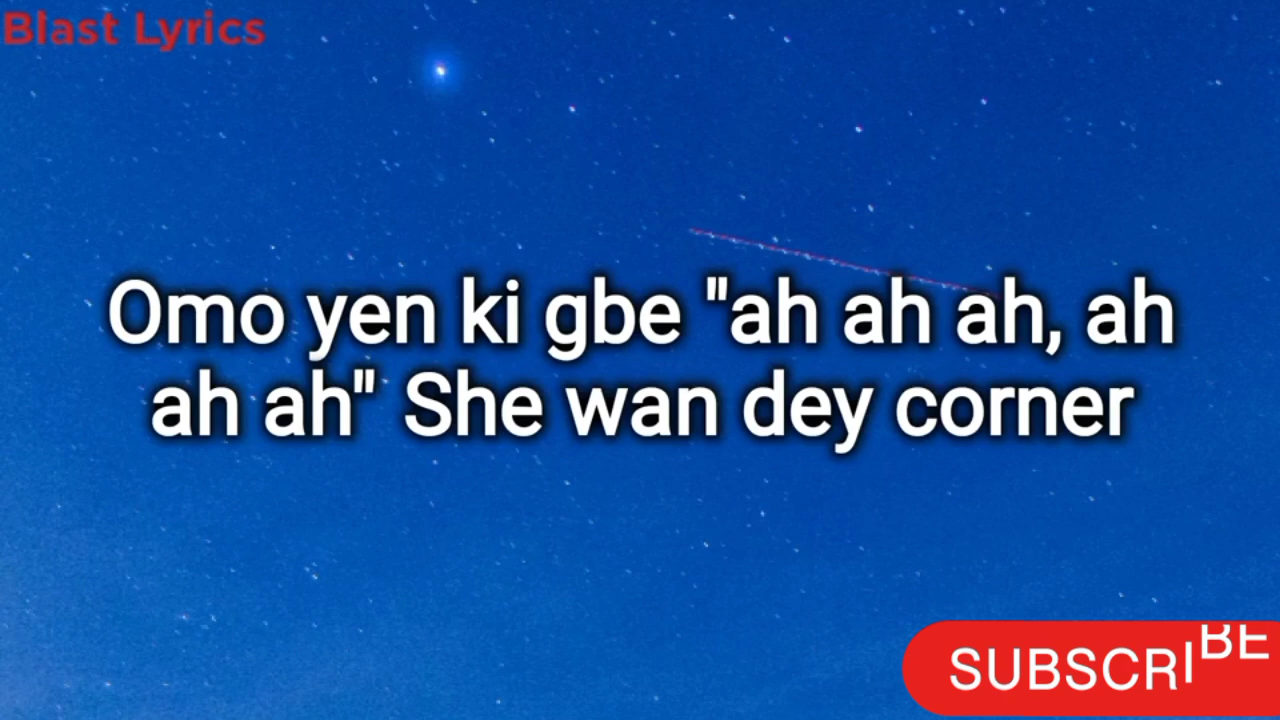 Blast Lyrics
Omo yen ki gbe "ah ah ah, ah
ah ah" She wan dey corner
SUBSCRIBE